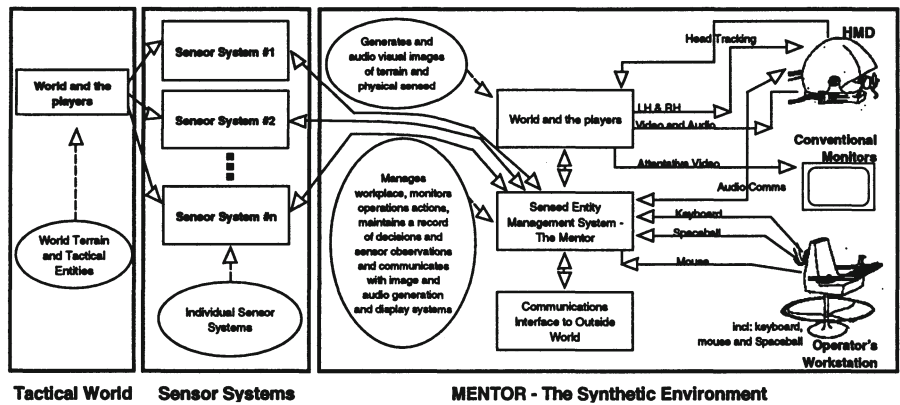 World and the
players
World Terrain
and Tactical
Entities
Tactical World
Sensor System #1
Sensor System #2
Sensor System #n
Individual Sensor
Systems
Sensor Systems
Generates and
audio visual images
of terrain and
physical sensed
Manages
workplace, monitors
operations actions,
maintains a record
of decisions and
sensor observations
and communicates
with image and
audio generation
and display systems
World and the players
Sensed Entity
Management System -
The Mentor
Communications
Interface to Outside
World
Head Tracking
HMD
LH & RH
Video and Audio
Conventional
Monitors
Attentative Video
Audio Comms
Keyboard
Spaceball
Mouse
incl: keyboard,
mouse and Spaceball
Operator's
Workstation
MENTOR - The Synthetic Environment